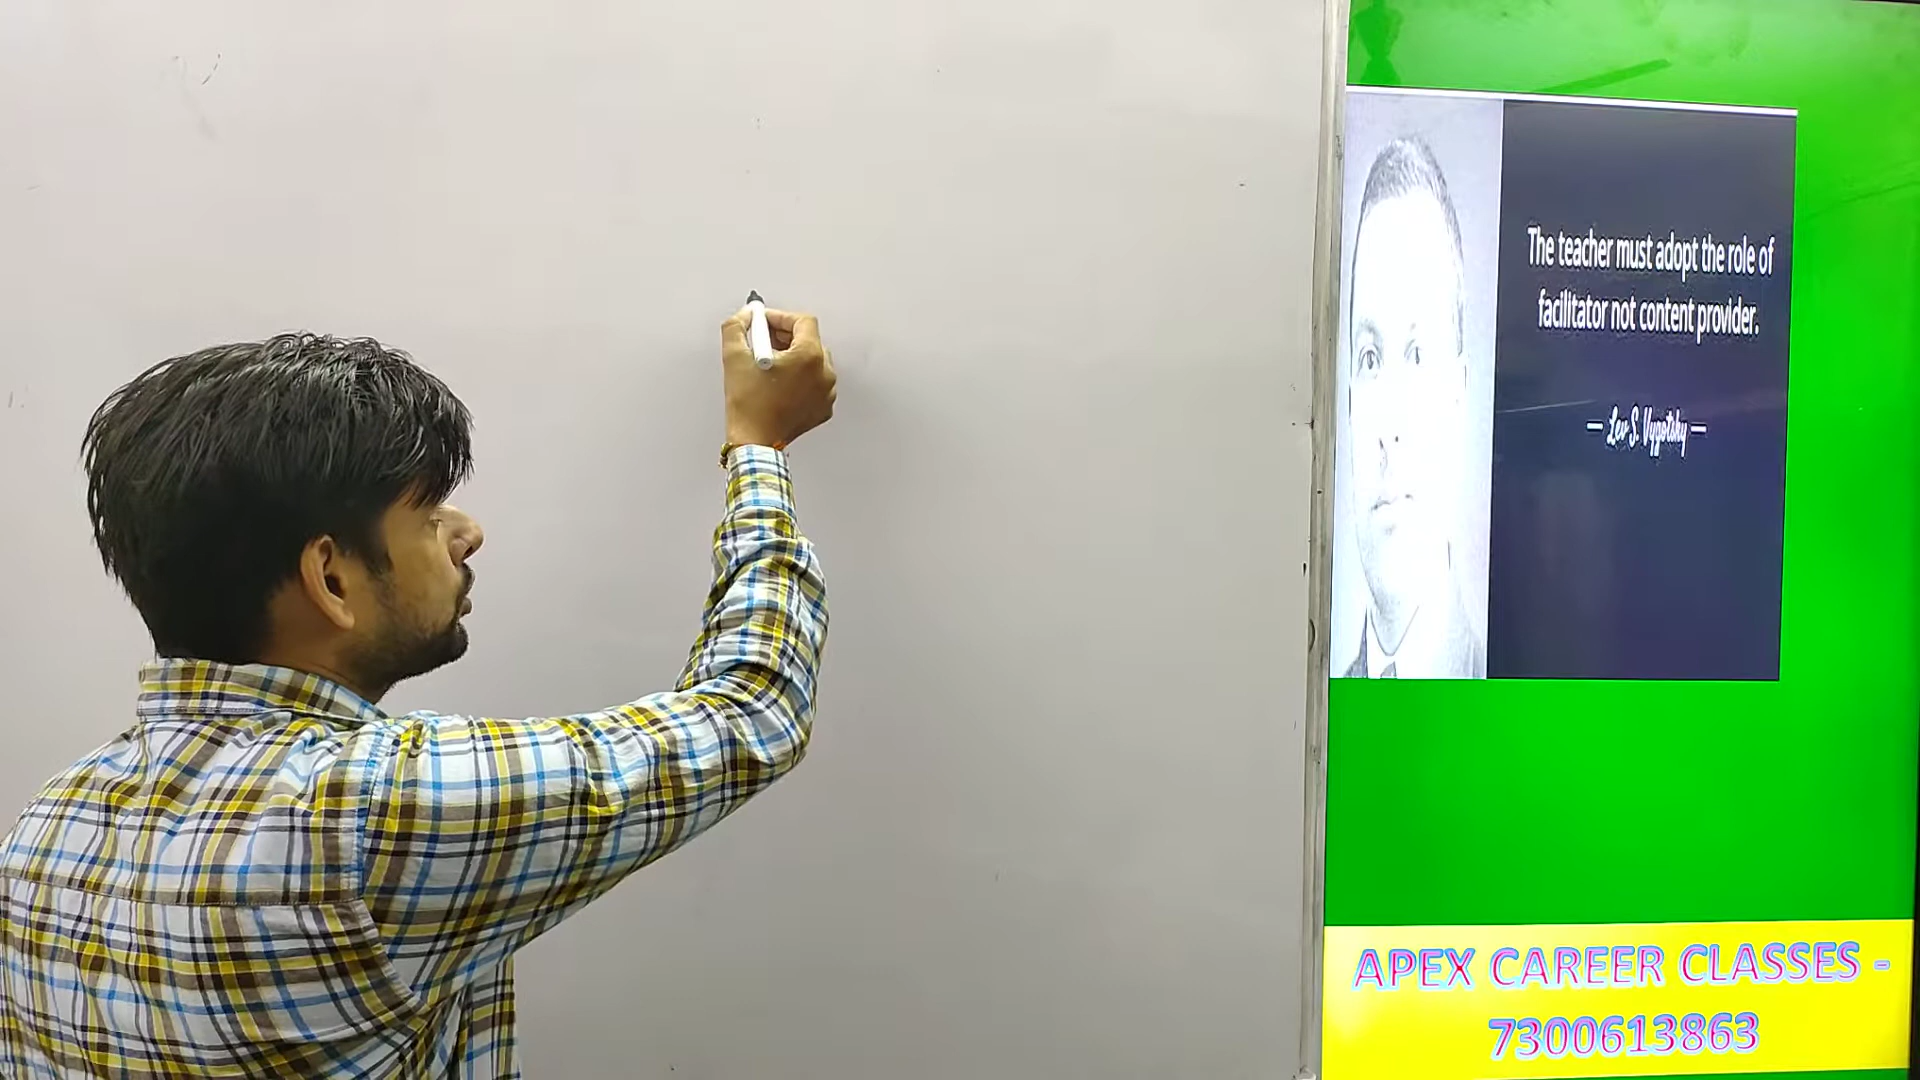 The teacher must adopt the role of
facilitator not content provider.
— Lev S. Vygotsky —
APEX CAREER CLASSES -
7300613863